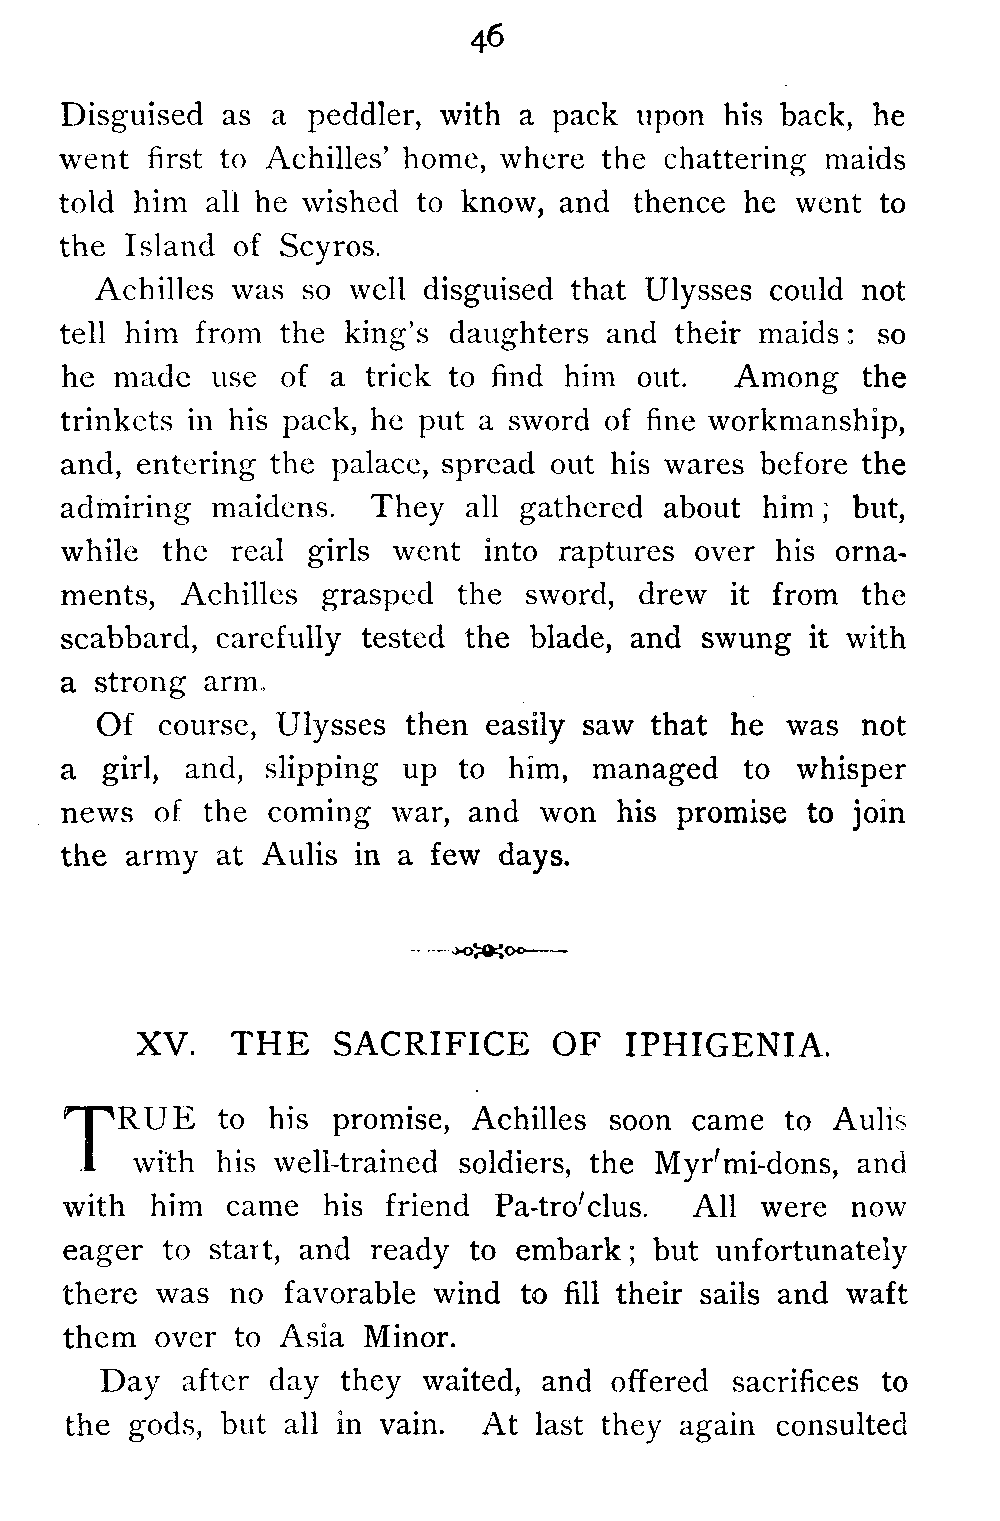 46
Disguised as a peddler, with a pack upon his back, he
went first to Achilles' home, where the chattering maids
told him all he wished to know, and thence he went to
the Island of Scyros.
Achilles was so well disguised that Ulysses could not
tell him from the king's daughters and their maids: so
he made use of a trick to find him out. Among the
trinkets in his pack, he put a sword of fine workmanship,
and, entering the palace, spread out his wares before the
admiring maidens. They all gathered about him; but,
while the real girls went into raptures over his orna-
ments, Achilles grasped the sword, drew it from the
scabbard, carefully tested the blade, and swung it with
a strong arm.
Of course, Ulysses then easily saw that he was not
a girl, and, slipping up to him, managed to whisper
news of the coming war, and won his promise to join
the army at Aulis in a few days.
XV. THE SACRIFICE OF IPHIGENIA.
TRUE to his promise, Achilles soon came to Aulis
with his well-trained soldiers, the Myr′mi-dons, and
with him came his friend Pa-tro′clus. All were now
eager to start, and ready to embark; but unfortunately
there was no favorable wind to fill their sails and waft
them over to Asia Minor.
Day after day they waited, and offered sacrifices to
the gods, but all in vain. At last they again consulted